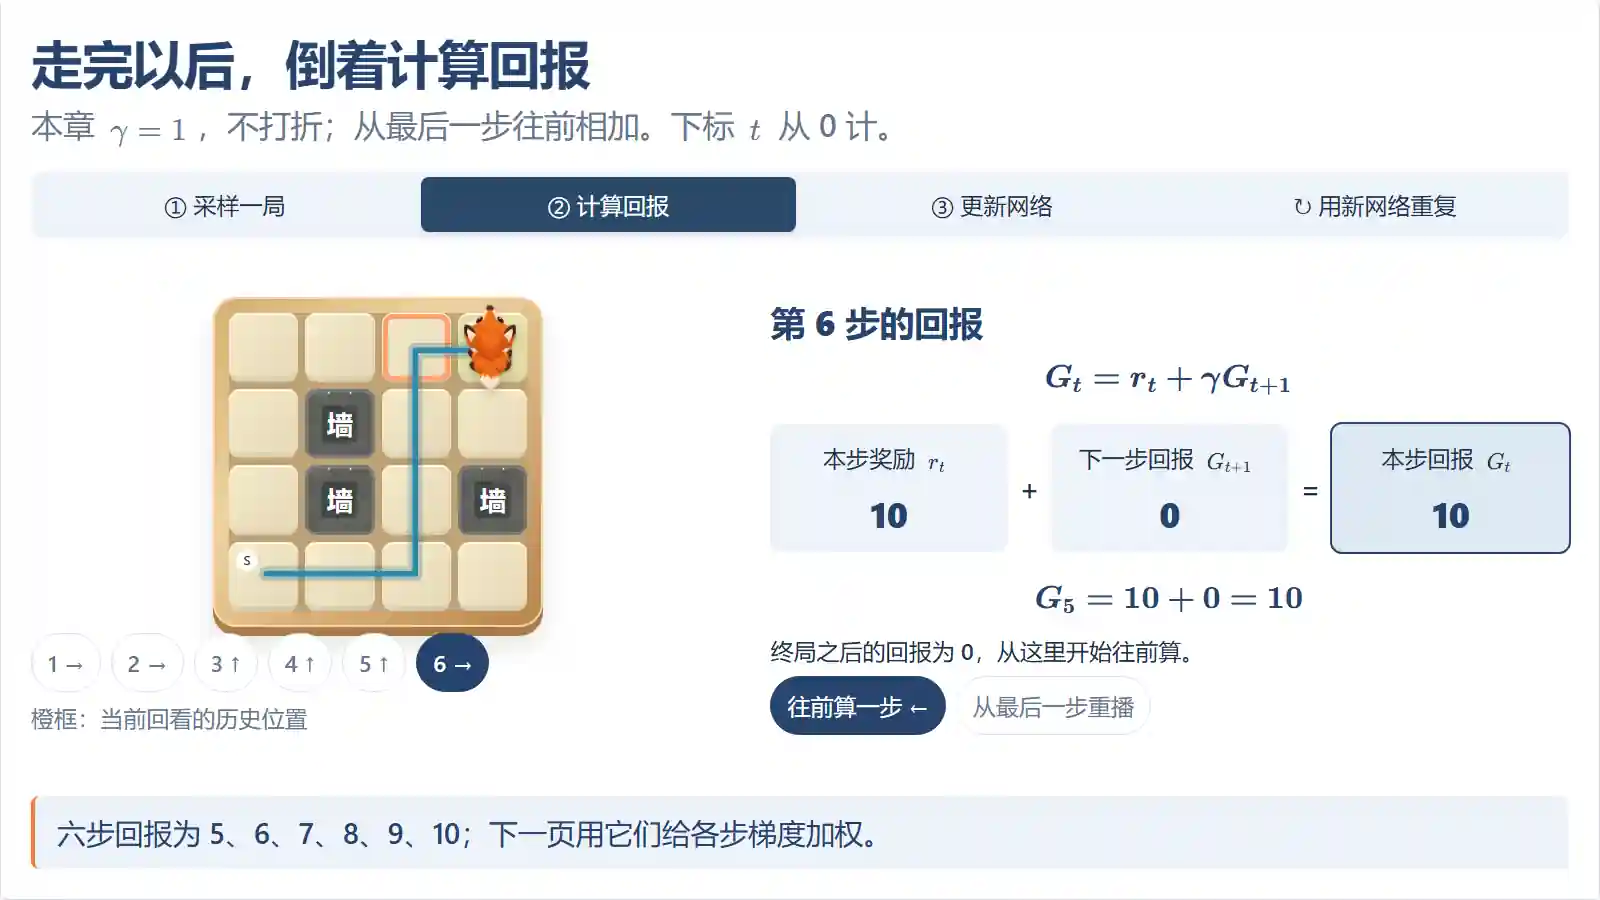 走完以后，倒着计算回报
本章 γ = 1，不打折；从最后一步往前相加。下标 t 从 0 计。
① 采样一局
② 计算回报
③ 更新网络
↻ 用新网络重复
墙
墙
墙
S
1 →
2 →
3 ↑
4 ↑
5 ↑
6 →
橙框：当前回看的历史位置
第 6 步的回报
G_t = r_t + γG_{t+1}
本步奖励 r_t
10
+
下一步回报 G_{t+1}
0
=
本步回报 G_t
10
G_5 = 10 + 0 = 10
终局之后的回报为 0，从这里开始往前算。
往前算一步 ←
从最后一步重播
六步回报为 5、6、7、8、9、10；下一页用它们给各步梯度加权。